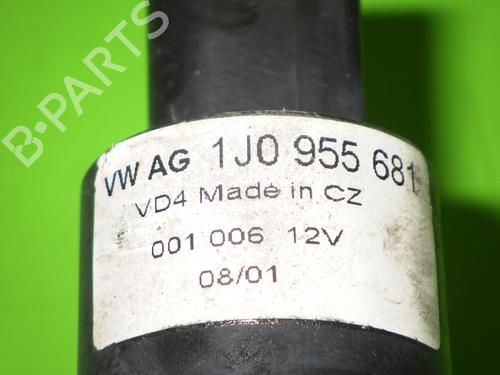 B-PARTS
VW AG 1J0 955 681
VD4 Made in CZ
001 006 12V
08/01